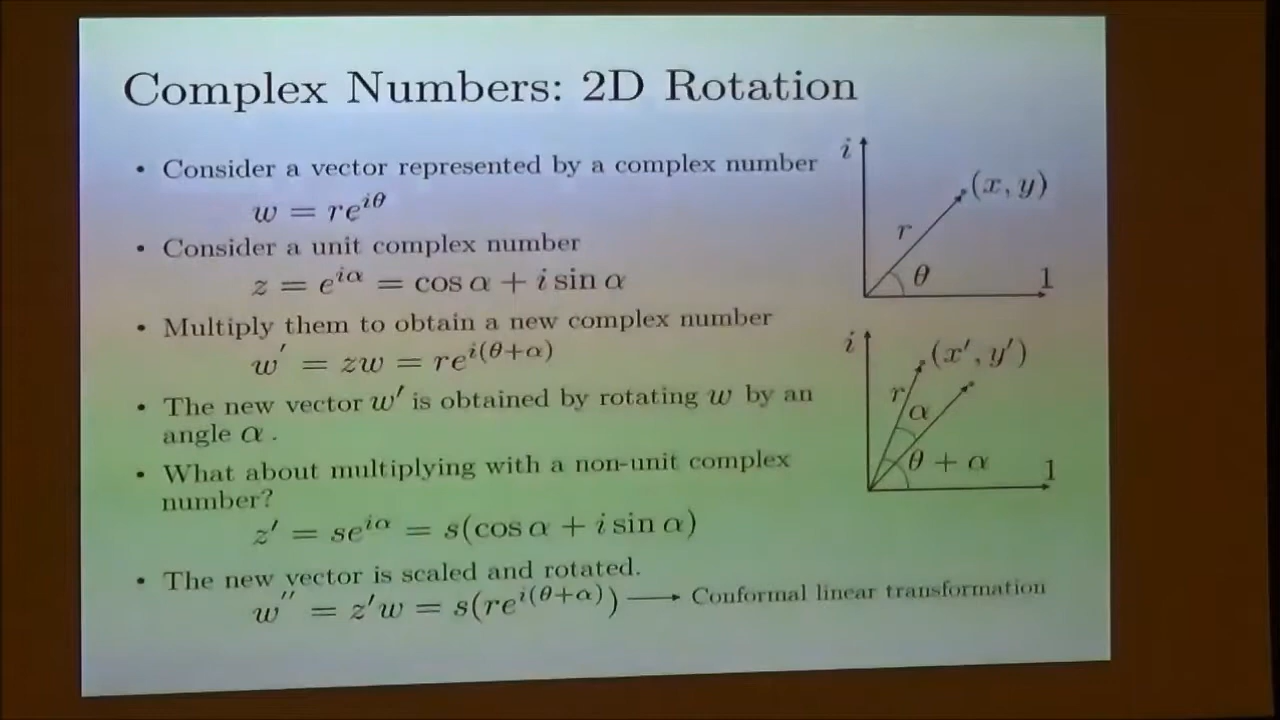 Complex Numbers: 2D Rotation
• Consider a vector represented by a complex number
w = re^{iθ}
• Consider a unit complex number
z = e^{iα} = cos α + i sin α
• Multiply them to obtain a new complex number
w′ = zw = re^{i(θ+α)}
• The new vector w′ is obtained by rotating w by an
angle α .
• What about multiplying with a non-unit complex
number?
z′ = se^{iα} = s(cos α + i sin α)
• The new vector is scaled and rotated.
w″ = z′w = s(re^{i(θ+α)}) ⟶ Conformal linear transformation
i
(x, y)
r
θ
1
i
(x′, y′)
r
α
θ + α
1